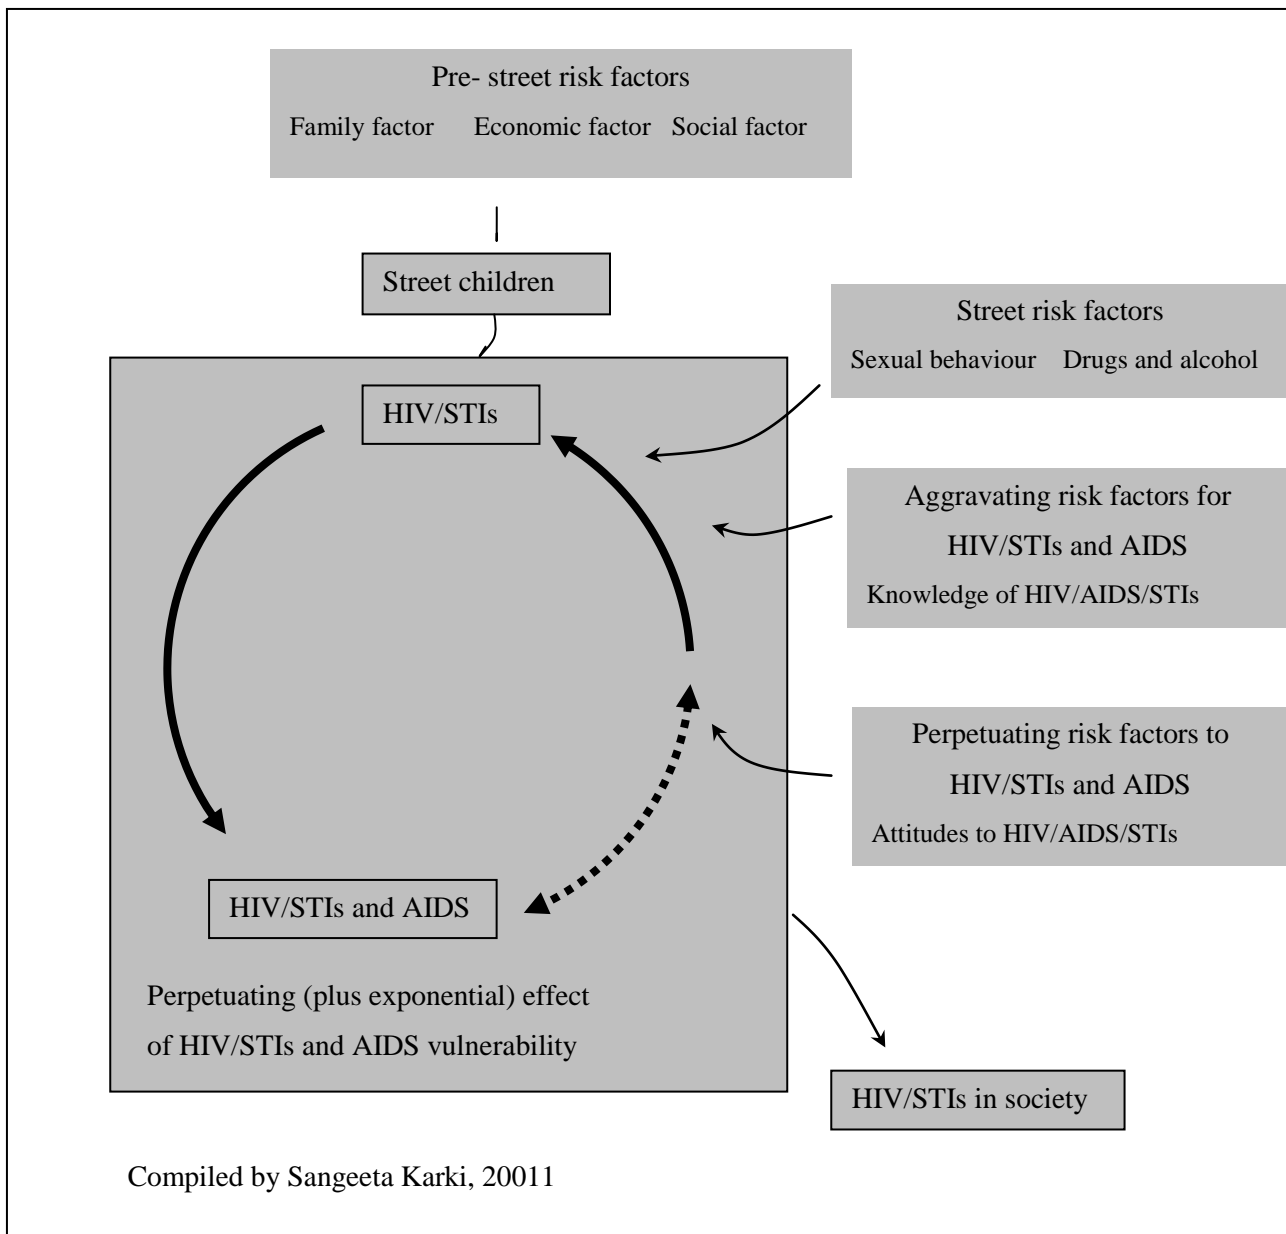 Pre- street risk factors
Family factor Economic factor Social factor
Street children
Street risk factors
Sexual behaviour Drugs and alcohol
HIV/STIs
Aggravating risk factors for
HIV/STIs and AIDS
Knowledge of HIV/AIDS/STIs
Perpetuating risk factors to
HIV/STIs and AIDS
Attitudes to HIV/AIDS/STIs
HIV/STIs and AIDS
Perpetuating (plus exponential) effect
of HIV/STIs and AIDS vulnerability
HIV/STIs in society
Compiled by Sangeeta Karki, 20011